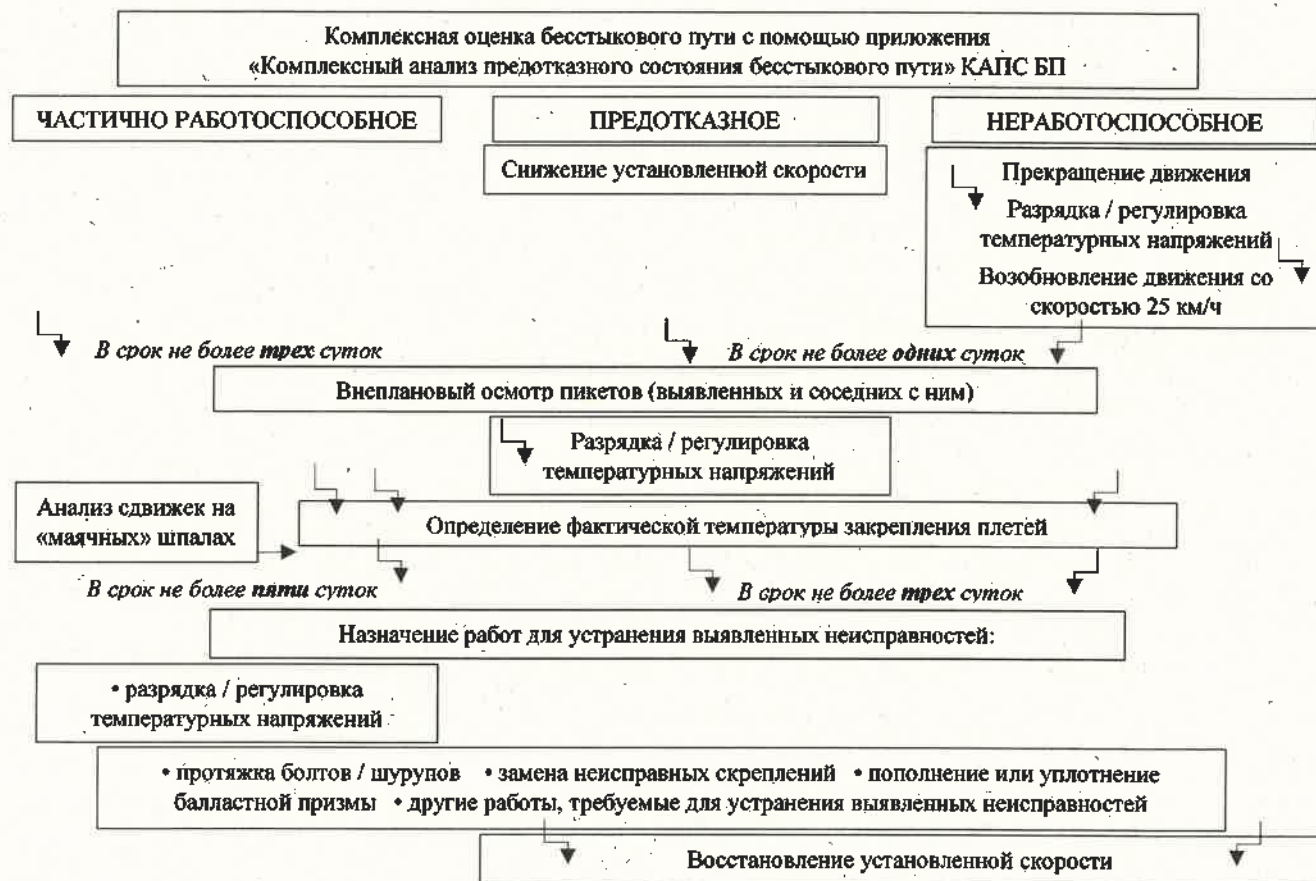 Комплексная оценка бесстыкового пути с помощью приложения
«Комплексный анализ предотказного состояния бесстыкового пути» КАПС БП
ЧАСТИЧНО РАБОТОСПОСОБНОЕ
ПРЕДОТКАЗНОЕ
НЕРАБОТОСПОСОБНОЕ
Снижение установленной скорости
Прекращение движения
Разрядка / регулировка
температурных напряжений
Возобновление движения со
скоростью 25 км/ч
В срок не более трех суток
В срок не более одних суток
Внеплановый осмотр пикетов (выявленных и соседних с ним)
Разрядка / регулировка
температурных напряжений
Анализ сдвижек на
«маячных» шпалах
Определение фактической температуры закрепления плетей
В срок не более пяти суток
В срок не более трех суток
Назначение работ для устранения выявленных неисправностей:
• разрядка / регулировка
температурных напряжений
• протяжка болтов / шурупов • замена неисправных скреплений • пополнение или уплотнение
балластной призмы • другие работы, требуемые для устранения выявленных неисправностей
Восстановление установленной скорости